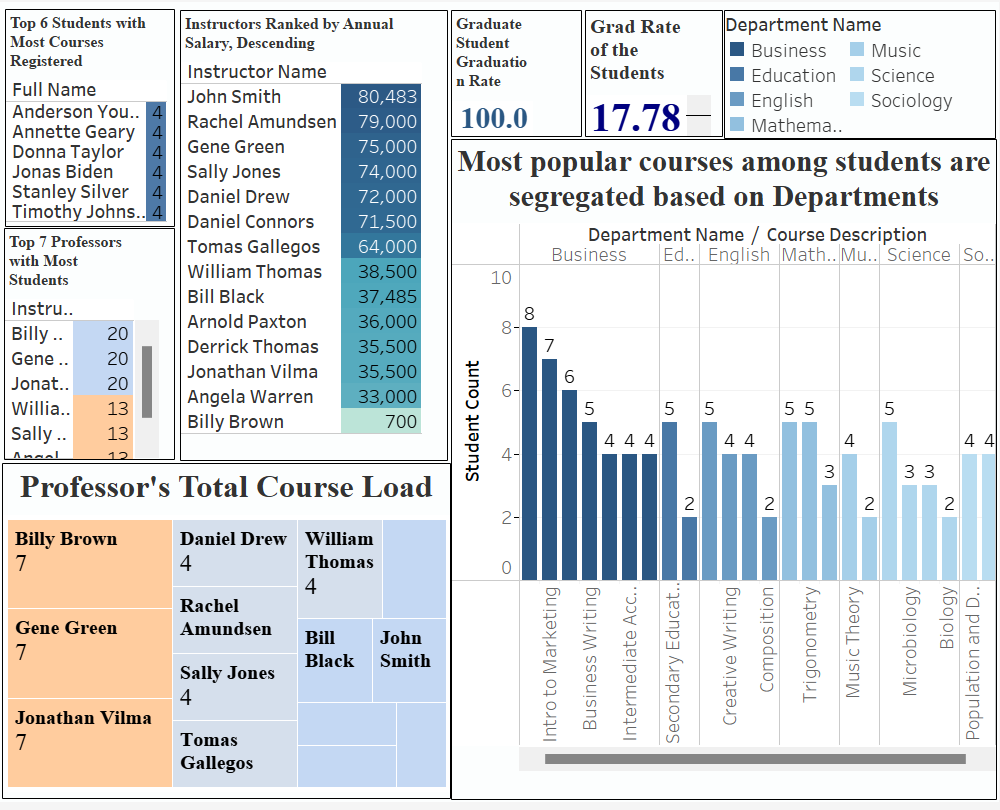 Top 6 Students with
Most Courses
Registered
Full Name
Anderson You.. 4
Annette Geary 4
Donna Taylor 4
Jonas Biden 4
Stanley Silver 4
Timothy Johns.. 4
Top 7 Professors
with Most
Students
Instru..
Billy .. 20
Gene .. 20
Jonat.. 20
Willia.. 13
Sally .. 13
Angel 13
Instructors Ranked by Annual
Salary, Descending
Instructor Name
John Smith 80,483
Rachel Amundsen 79,000
Gene Green 75,000
Sally Jones 74,000
Daniel Drew 72,000
Daniel Connors 71,500
Tomas Gallegos 64,000
William Thomas 38,500
Bill Black 37,485
Arnold Paxton 36,000
Derrick Thomas 35,500
Jonathan Vilma 35,500
Angela Warren 33,000
Billy Brown 700
Graduate
Student
Graduatio
n Rate
100.0
Grad Rate
of the
Students
17.78
Department Name
Business
Education
English
Mathema..
Music
Science
Sociology
Professor's Total Course Load
Billy Brown
7
Gene Green
7
Jonathan Vilma
7
Daniel Drew
4
Rachel
Amundsen
Sally Jones
4
Tomas
Gallegos
William
Thomas
4
Bill
Black
John
Smith
Most popular courses among students are
segregated based on Departments
Department Name / Course Description
Business Ed.. English Math.. Mu.. Science So..
Student Count
10
8
6
4
2
0
8 7 6 5 4 4 4 5 2 5 4 4 2 5 5 3 4 2 5 3 3 2 4 4
Intro to Marketing
Business Writing
Intermediate Acc..
Secondary Educat..
Creative Writing
Composition
Trigonometry
Music Theory
Microbiology
Biology
Population and D..